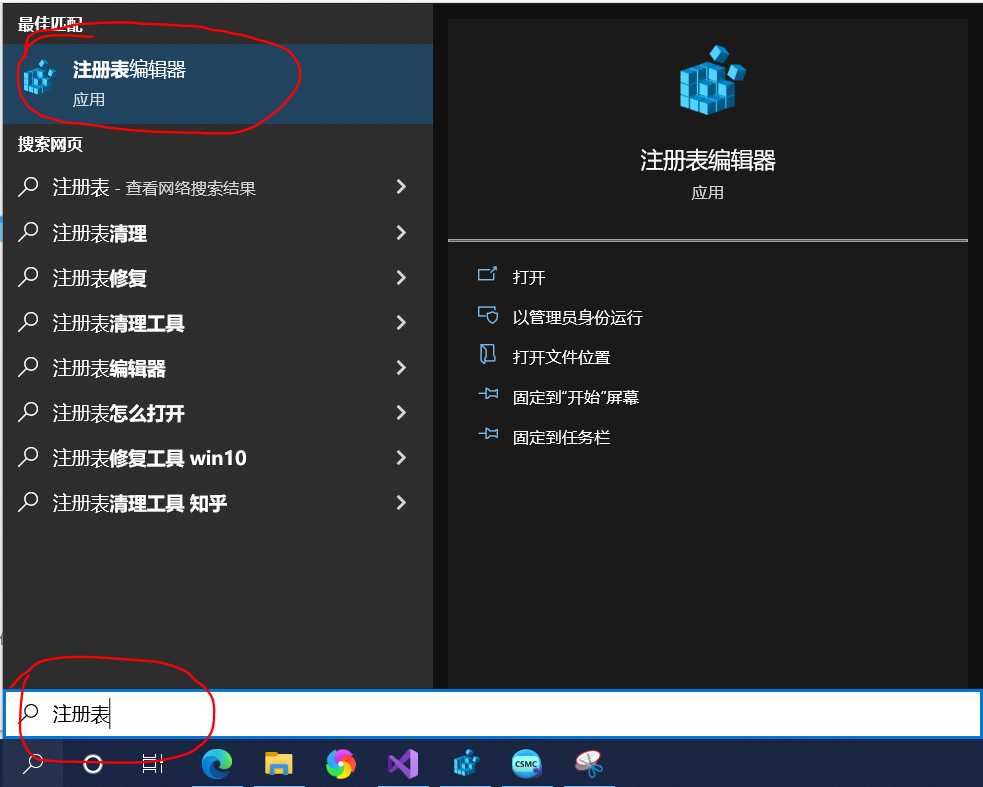 最佳匹配
注册表编辑器
应用
搜索网页
注册表 - 查看网络搜索结果
注册表清理
注册表修复
注册表清理工具
注册表编辑器
注册表怎么打开
注册表修复工具 win10
注册表清理工具 知乎
注册表编辑器
应用
打开
以管理员身份运行
打开文件位置
固定到"开始"屏幕
固定到任务栏
注册表
CSMC